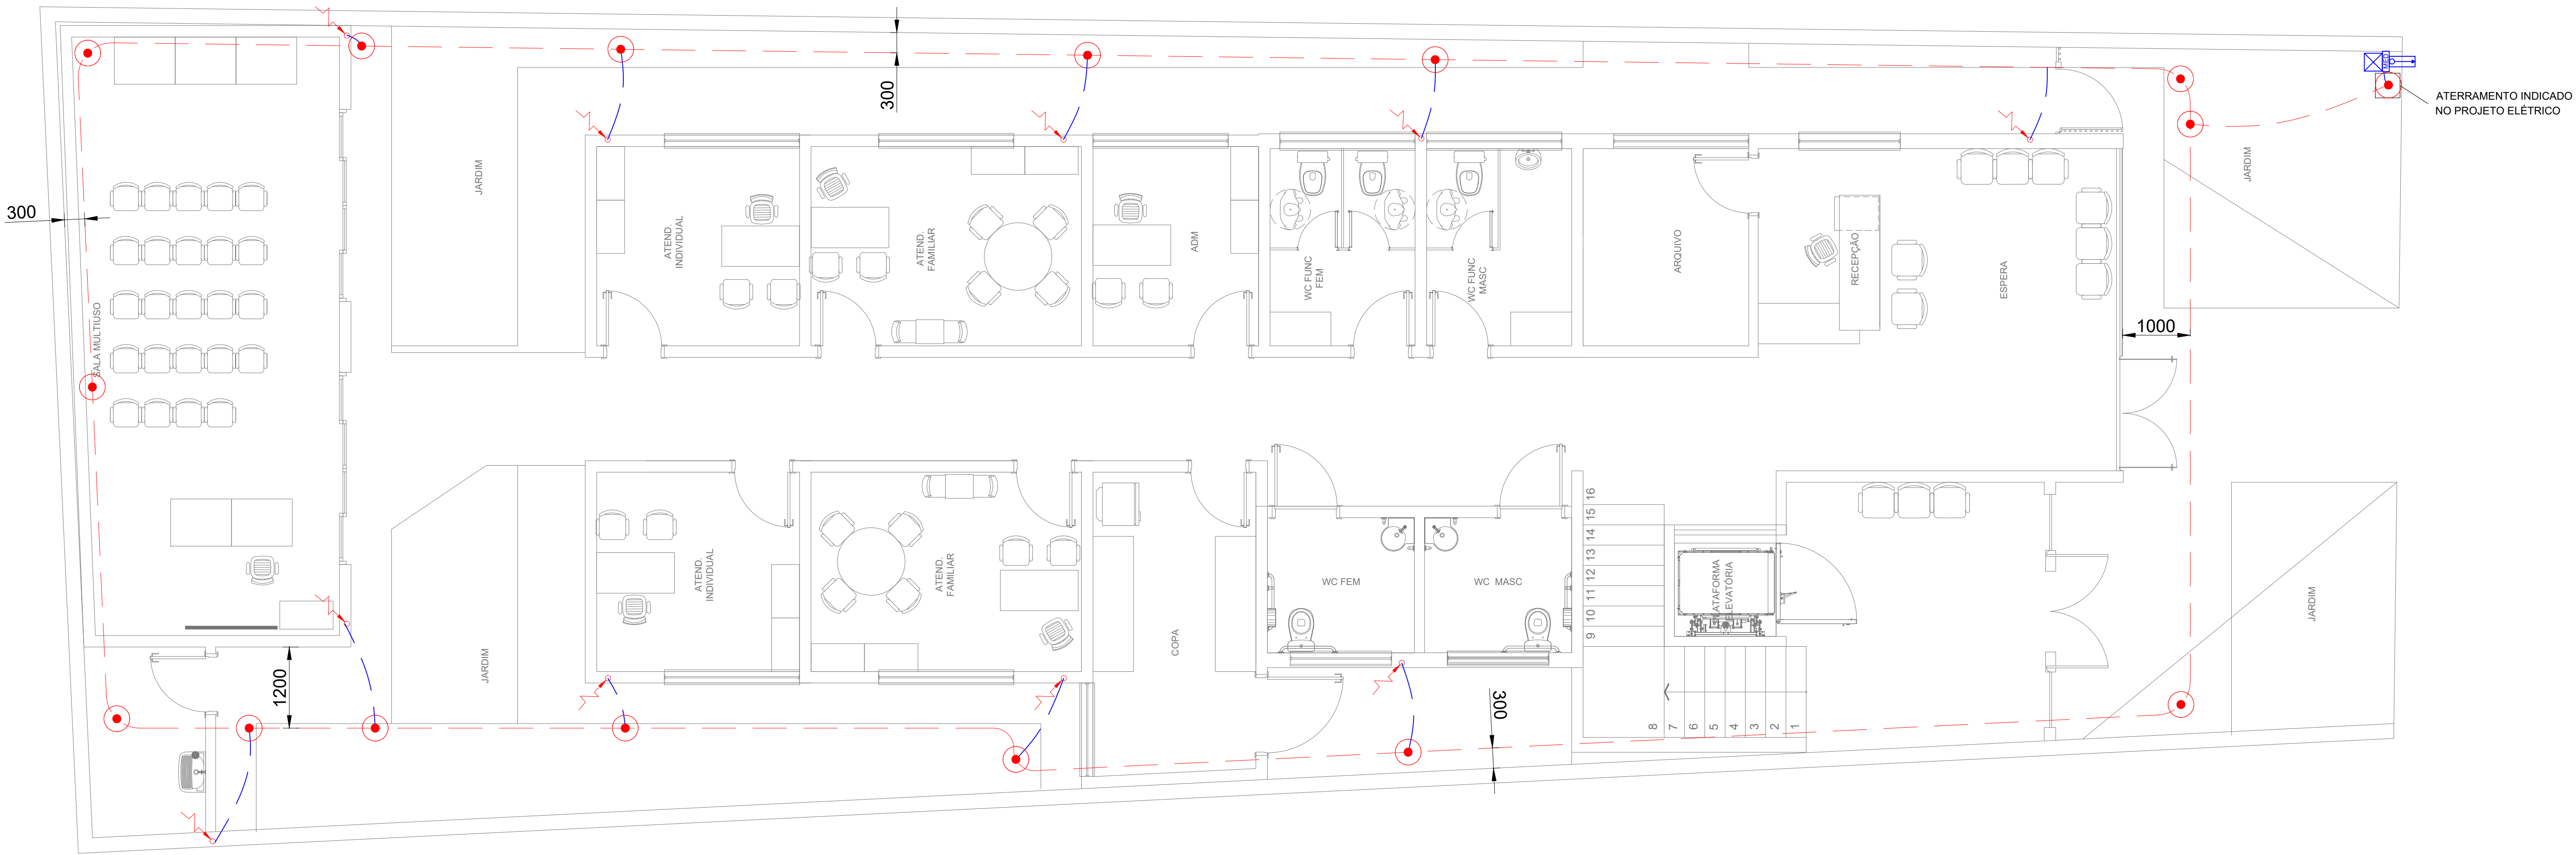 ATERRAMENTO INDICADO
NO PROJETO ELÉTRICO
300
300
JARDIM
JARDIM
ATEND.
INDIVIDUAL
ATEND.
FAMILIAR
ADM
WC FUNC
FEM
WC FUNC
MASC
ARQUIVO
RECEPÇÃO
ESPERA
SALA MULTIUSO
1000
16
15
14
13
12
11
10
9
ATEND.
INDIVIDUAL
ATEND.
FAMILIAR
WC FEM
WC MASC
PLATAFORMA
ELEVATÓRIA
JARDIM
COPA
JARDIM
1200
300
8
7
6
5
4
3
2
1